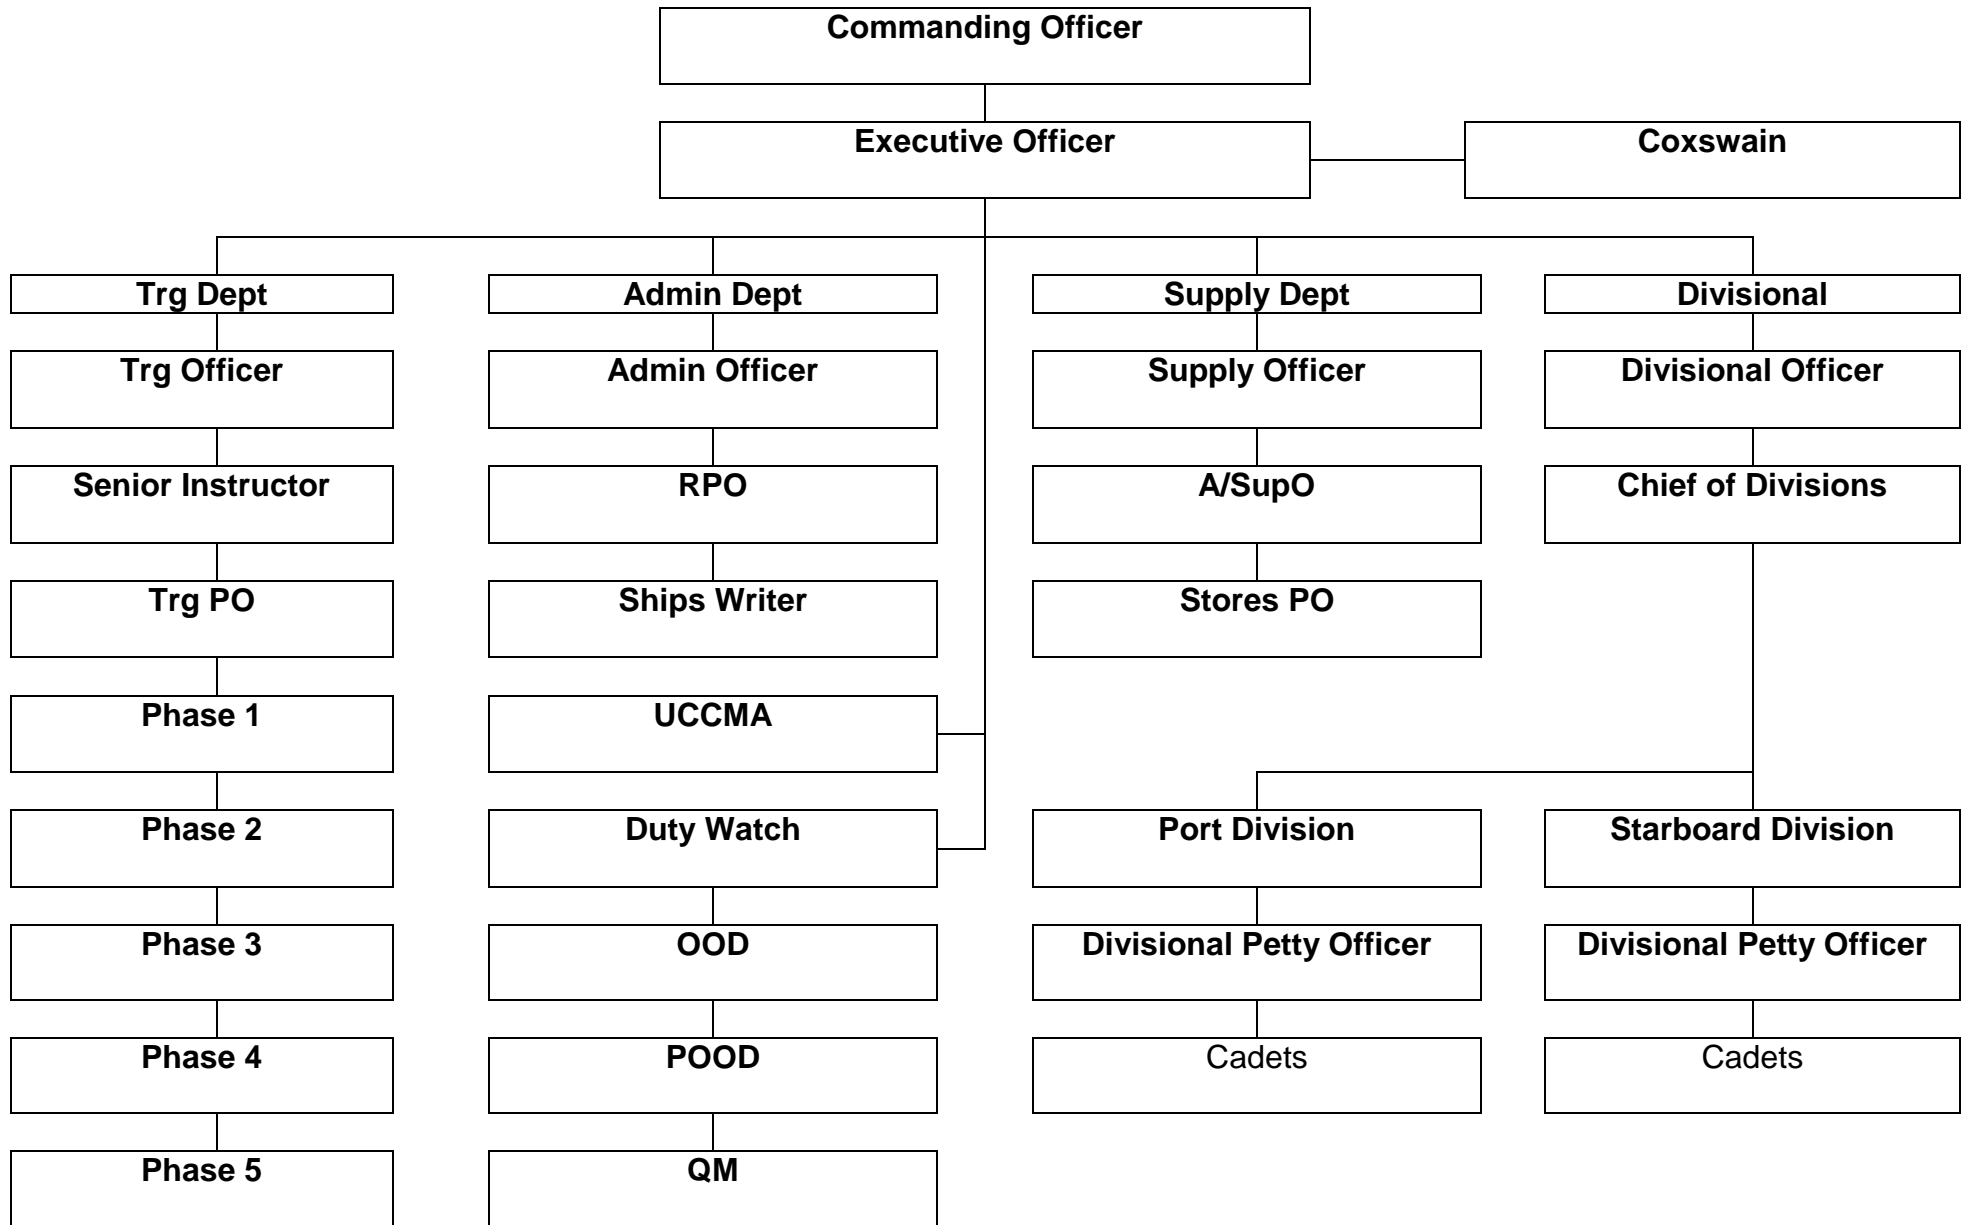 Commanding Officer
Executive Officer
Coxswain
Trg Dept
Admin Dept
Supply Dept
Divisional
Trg Officer
Admin Officer
Supply Officer
Divisional Officer
Senior Instructor
RPO
A/SupO
Chief of Divisions
Trg PO
Ships Writer
Stores PO
Phase 1
UCCMA
Phase 2
Duty Watch
Port Division
Starboard Division
Phase 3
OOD
Divisional Petty Officer
Divisional Petty Officer
Phase 4
POOD
Cadets
Cadets
Phase 5
QM